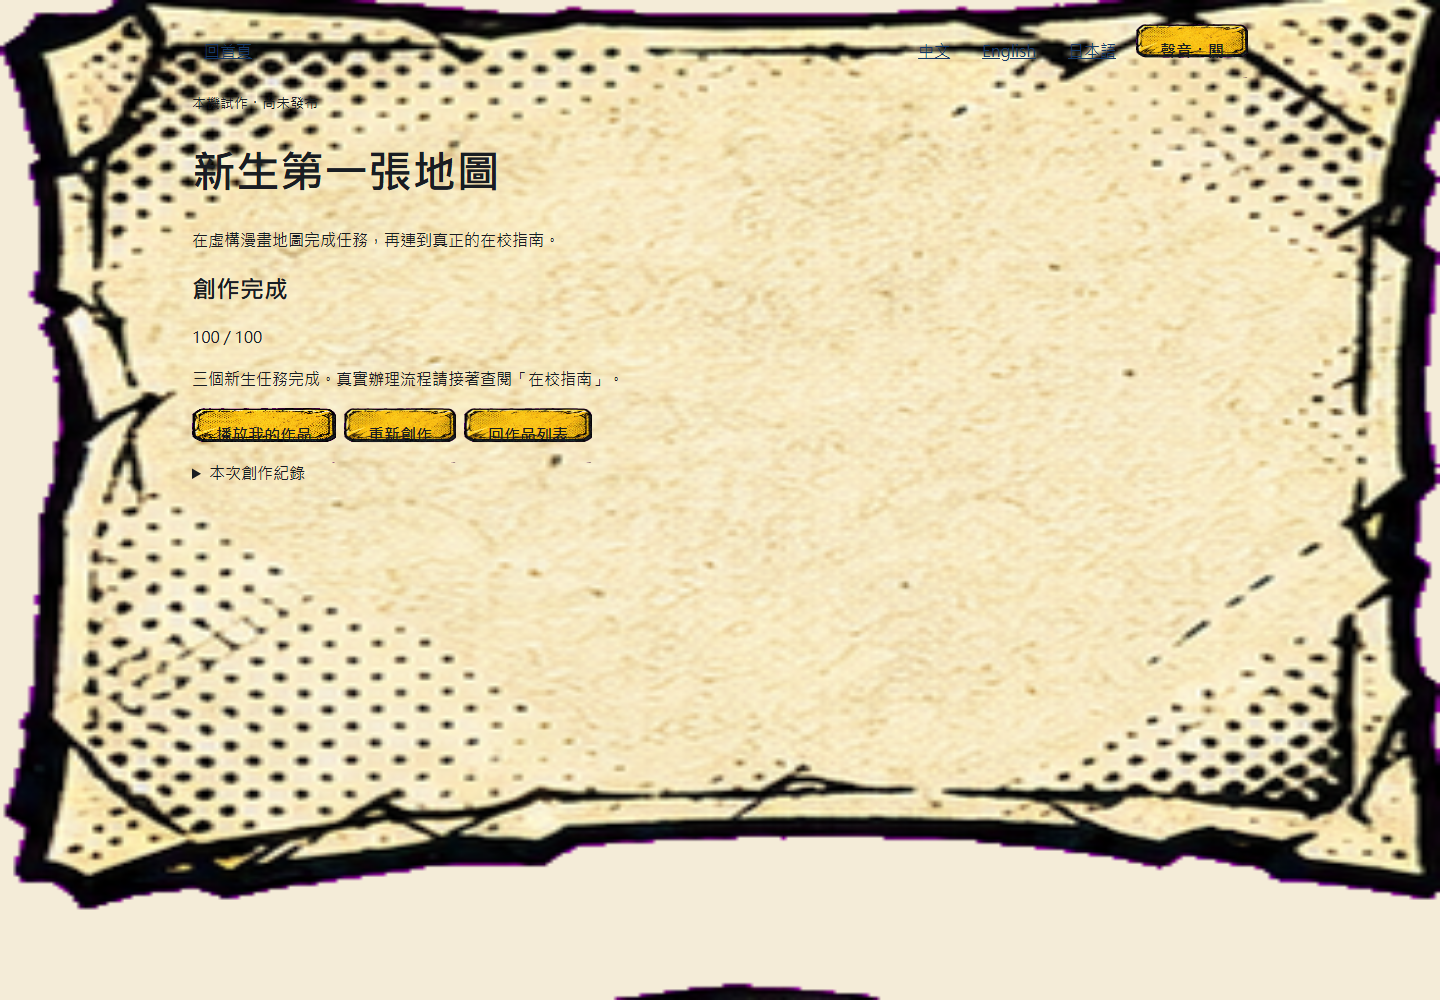 回首頁 中文 English 日本語 聲音：關
本機試作・尚未發布
新生第一張地圖
在虛構漫畫地圖完成任務，再連到真正的在校指南。
創作完成
100 / 100
三個新生任務完成。真實辦理流程請接著查閱「在校指南」。
播放我的作品 重新創作 回作品列表
▶ 本次創作紀錄